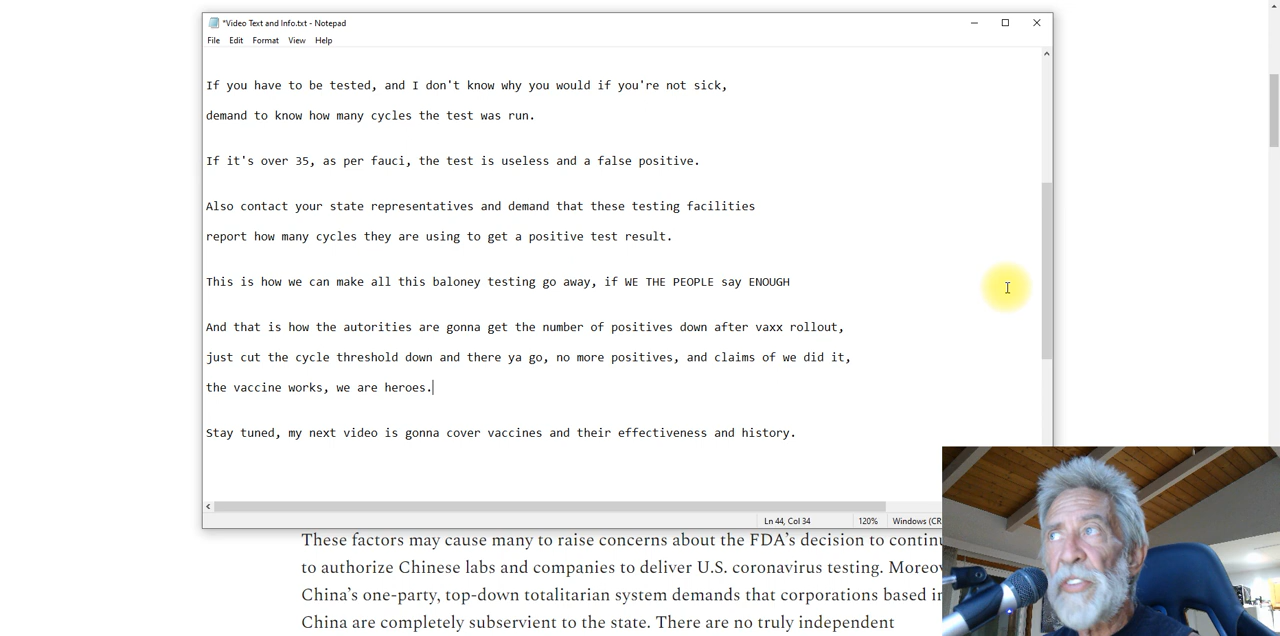 *Video Text and Info.txt - Notepad
File Edit Format View Help
If you have to be tested, and I don't know why you would if you're not sick,
demand to know how many cycles the test was run.
If it's over 35, as per fauci, the test is useless and a false positive.
Also contact your state representatives and demand that these testing facilities
report how many cycles they are using to get a positive test result.
This is how we can make all this baloney testing go away, if WE THE PEOPLE say ENOUGH
And that is how the autorities are gonna get the number of positives down after vaxx rollout,
just cut the cycle threshold down and there ya go, no more positives, and claims of we did it,
the vaccine works, we are heroes.
Stay tuned, my next video is gonna cover vaccines and their effectiveness and history.
Ln 44, Col 34 120% Windows (CR
These factors may cause many to raise concerns about the FDA's decision to continu
to authorize Chinese labs and companies to deliver U.S. coronavirus testing. Moreov
China's one-party, top-down totalitarian system demands that corporations based in
China are completely subservient to the state. There are no truly independent